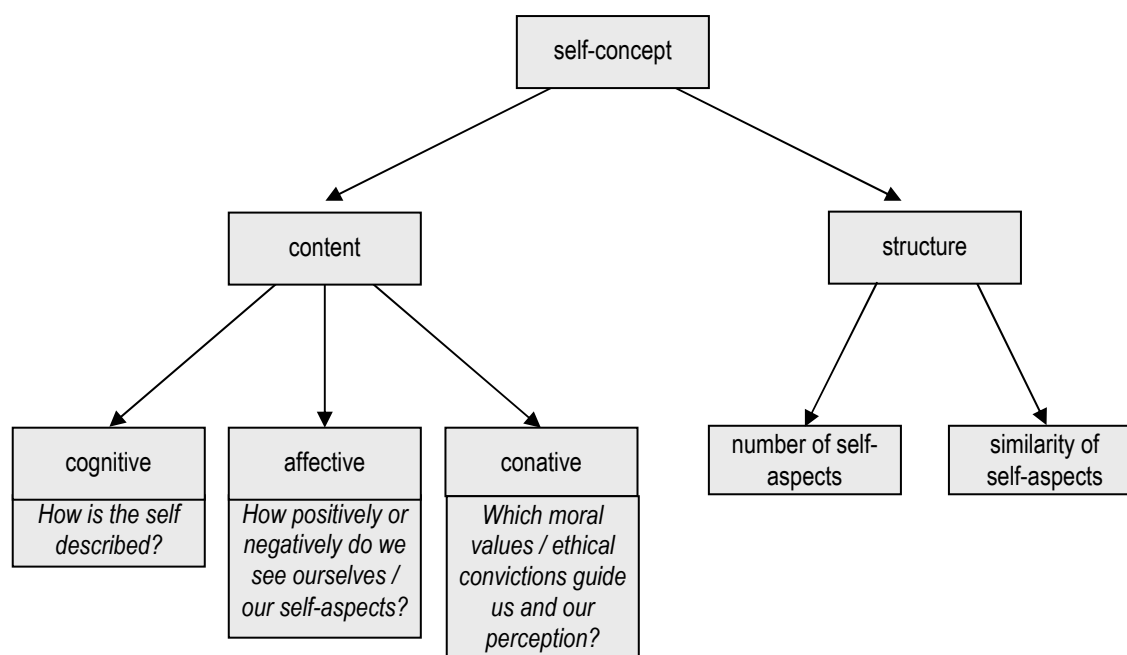 self-concept
content
structure
cognitive
How is the self
described?
affective
How positively or
negatively do we
see ourselves /
our self-aspects?
conative
Which moral
values / ethical
convictions guide
us and our
perception?
number of self-
aspects
similarity of
self-aspects